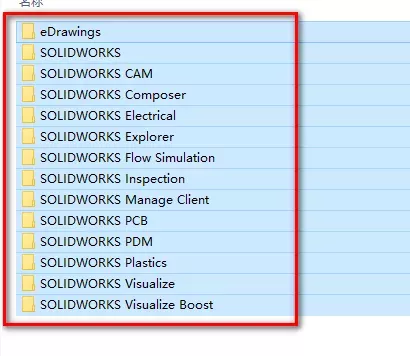 名称
eDrawings
SOLIDWORKS
SOLIDWORKS CAM
SOLIDWORKS Composer
SOLIDWORKS Electrical
SOLIDWORKS Explorer
SOLIDWORKS Flow Simulation
SOLIDWORKS Inspection
SOLIDWORKS Manage Client
SOLIDWORKS PCB
SOLIDWORKS PDM
SOLIDWORKS Plastics
SOLIDWORKS Visualize
SOLIDWORKS Visualize Boost